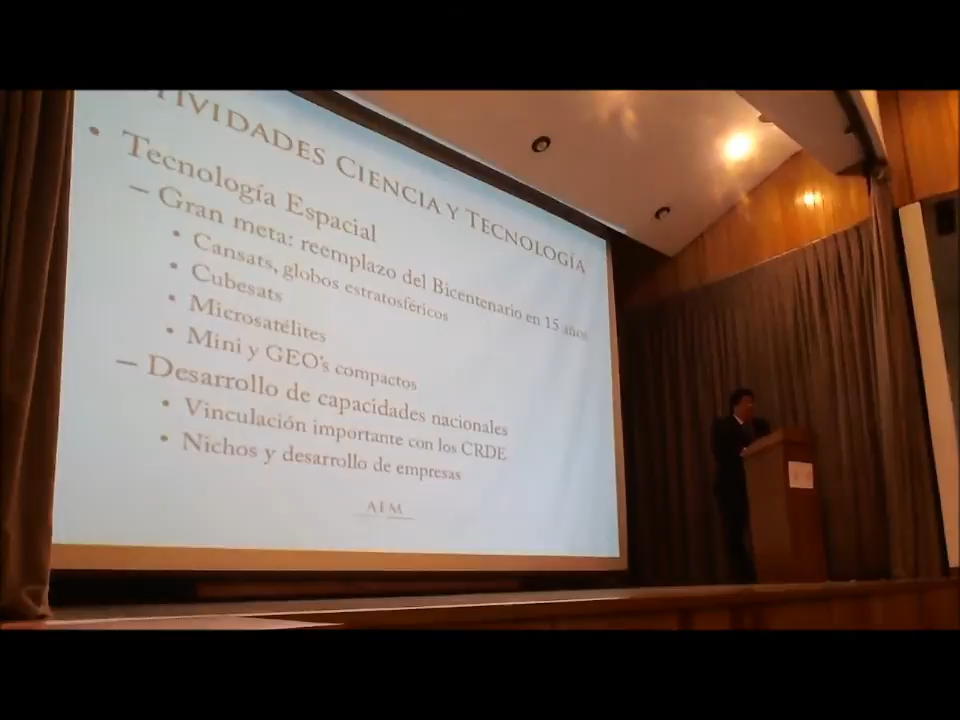 TIVIDADES CIENCIA Y TECNOLOGÍA
• Tecnología Espacial
– Gran meta: reemplazo del Bicentenario en 15 años
• Cansats, globos estratosféricos
• Cubesats
• Microsatélites
• Mini y GEO's compactos
– Desarrollo de capacidades nacionales
• Vinculación importante con los CRDE
• Nichos y desarrollo de empresas
AEM